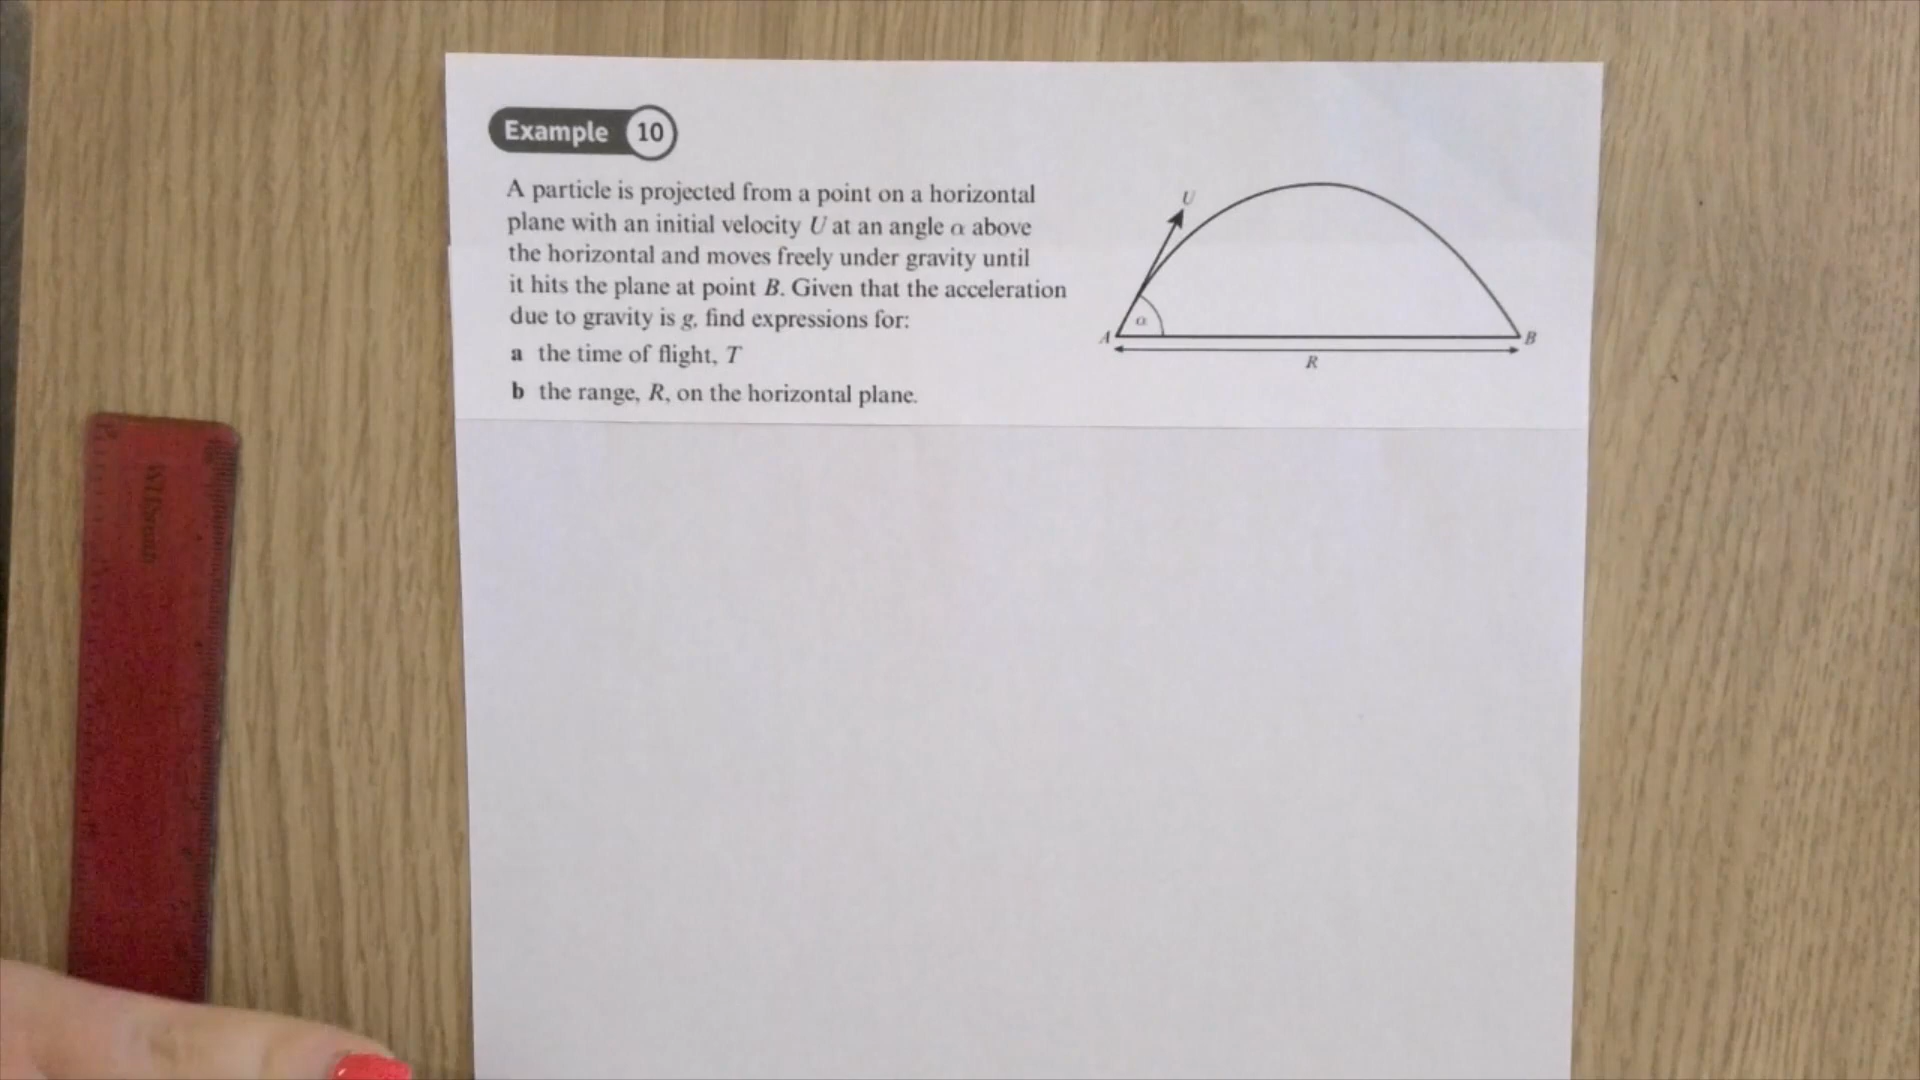 Example 10
A particle is projected from a point on a horizontal
plane with an initial velocity U at an angle α above
the horizontal and moves freely under gravity until
it hits the plane at point B. Given that the acceleration
due to gravity is g, find expressions for:
a the time of flight, T
b the range, R, on the horizontal plane.
U
α
A
B
R